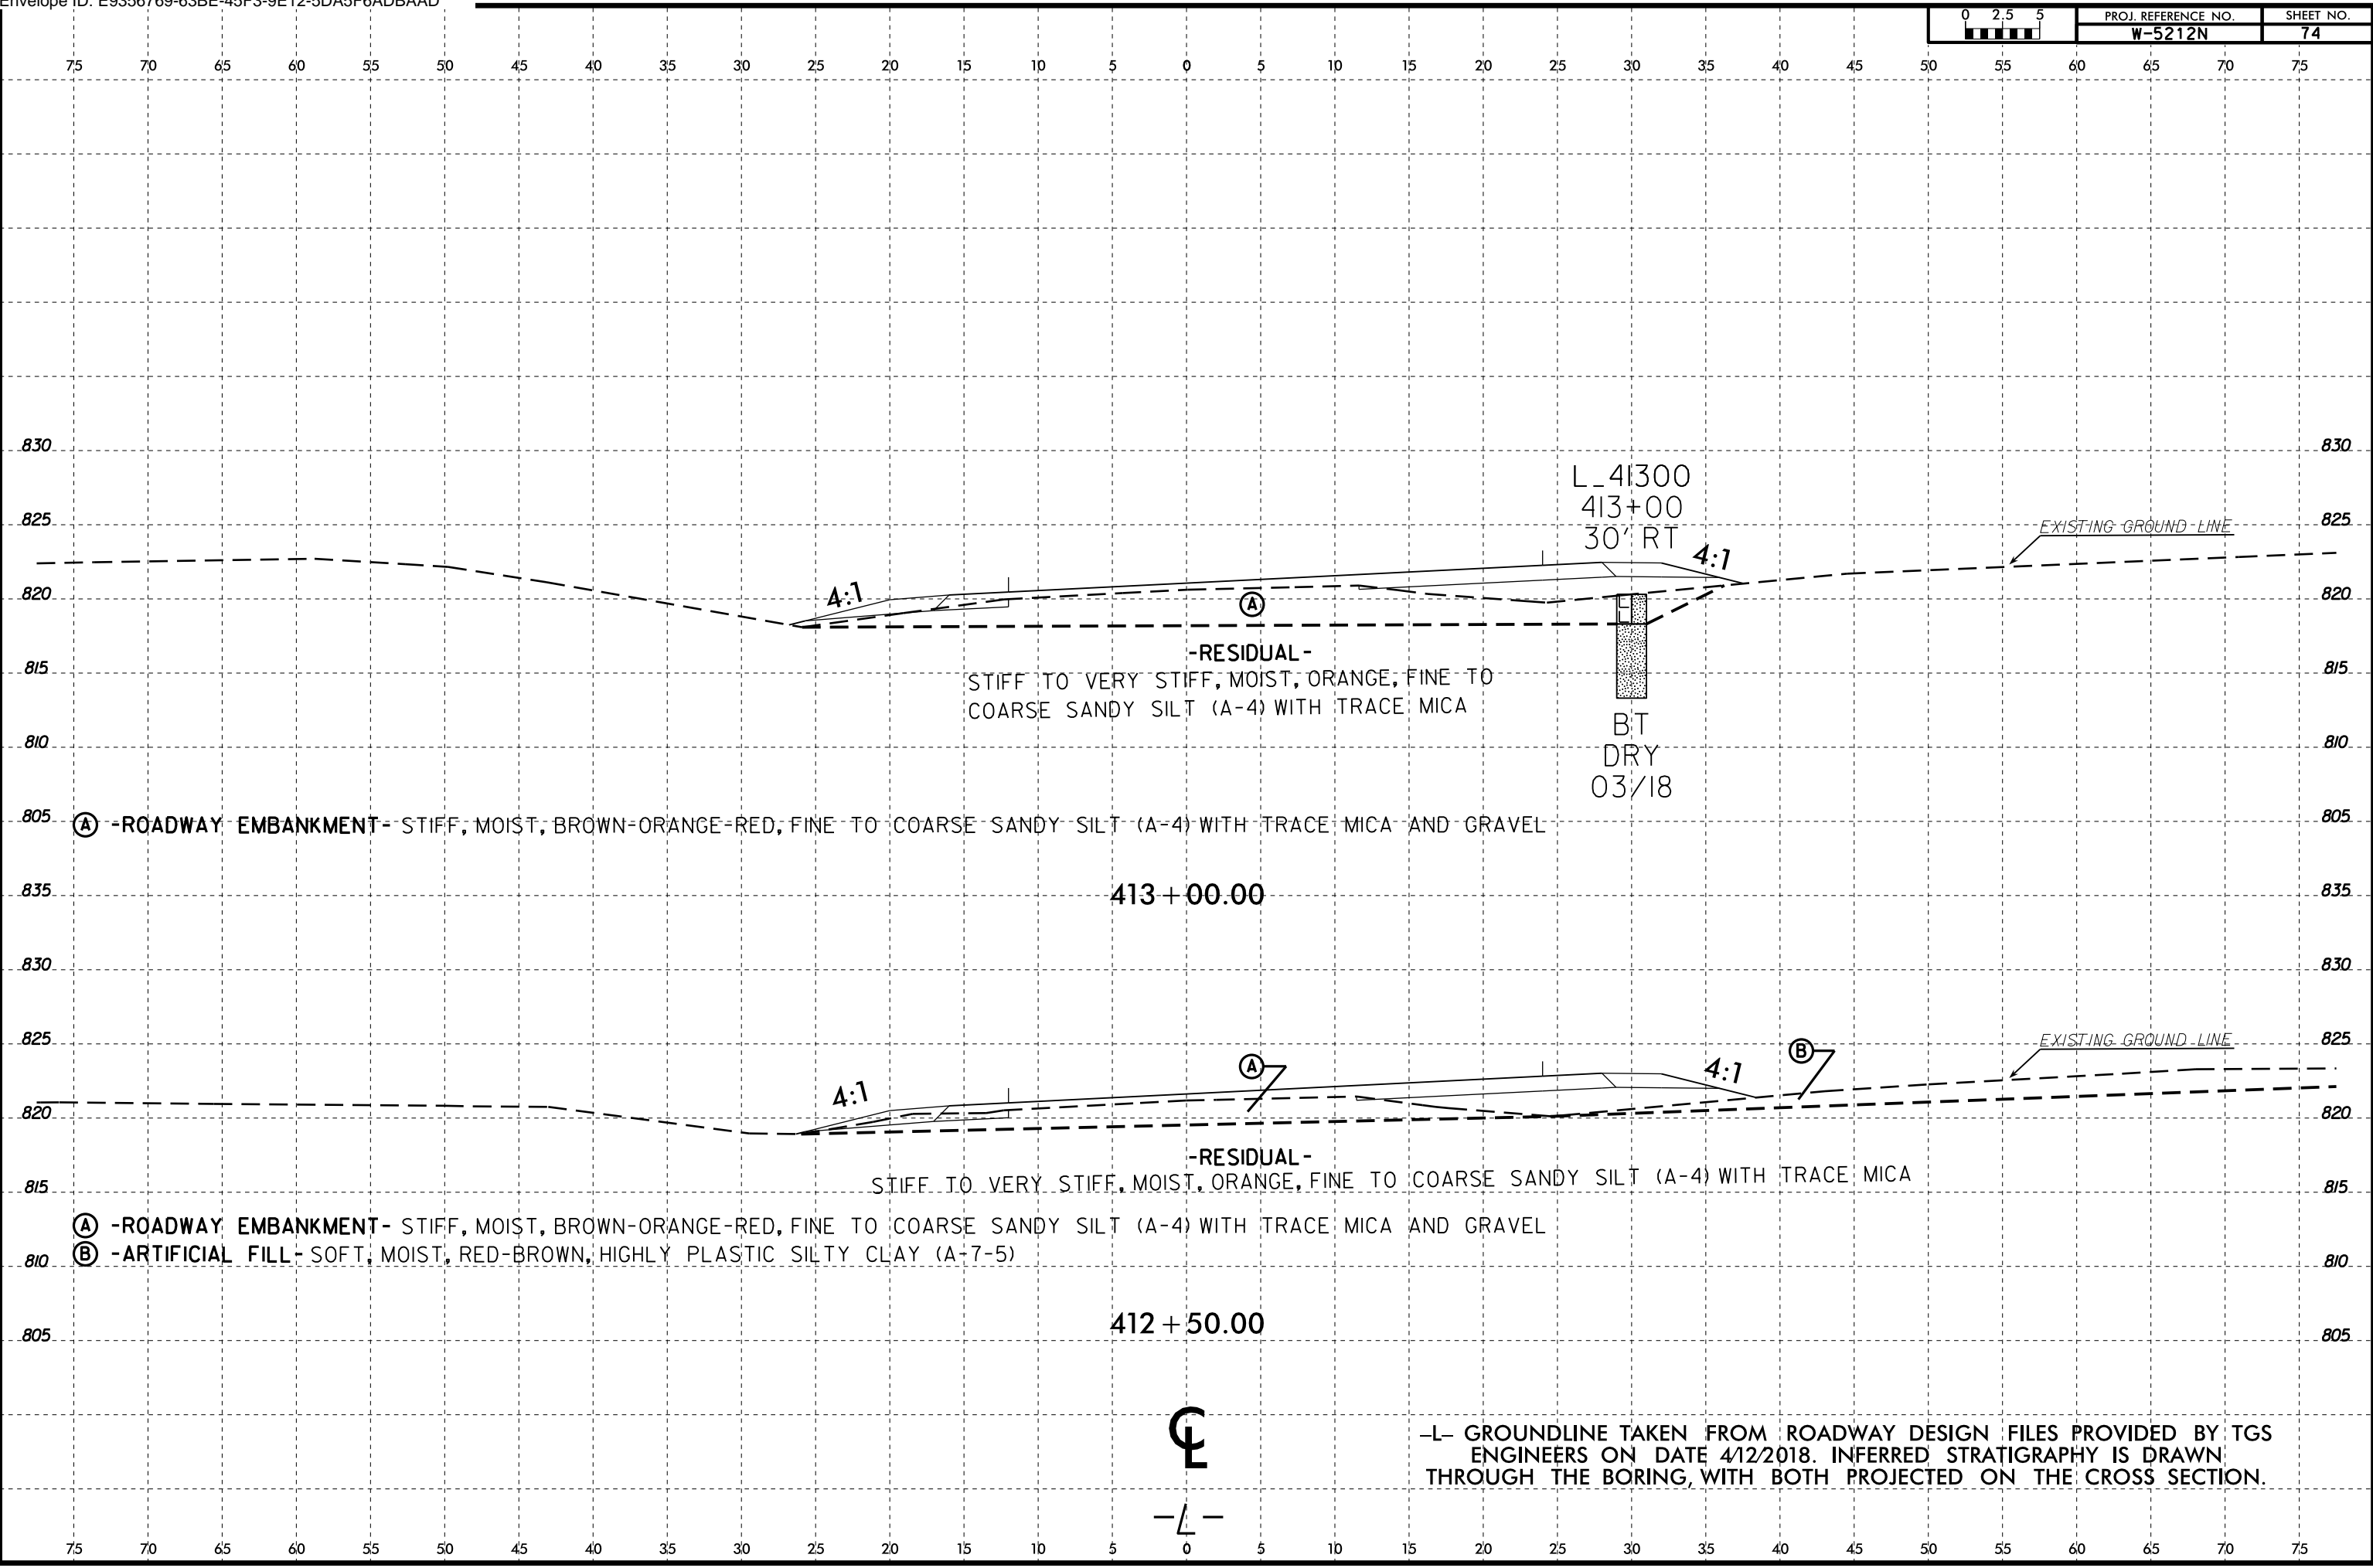 Envelope ID: E9356769-63BE-45F3-9E12-5DA5F6ADBAAD
0 2.5 5
PROJ. REFERENCE NO.
SHEET NO.
W-5212N
74
75 70 65 60 55 50 45 40 35 30 25 20 15 10 5 0 5 10 15 20 25 30 35 40 45 50 55 60 65 70 75
830 830
L_41300
413+00
30' RT
825 825
EXISTING GROUND LINE
4:1
4:1
820 820
A
L
L
-RESIDUAL-
815 815
STIFF TO VERY STIFF, MOIST, ORANGE, FINE TO
COARSE SANDY SILT (A-4) WITH TRACE MICA
BT
DRY
03/18
810 810
805 805
A -ROADWAY EMBANKMENT- STIFF, MOIST, BROWN-ORANGE-RED, FINE TO COARSE SANDY SILT (A-4) WITH TRACE MICA AND GRAVEL
835 835
413+00.00
830 830
825 825
EXISTING GROUND LINE
A
B
4:1
4:1
820 820
-RESIDUAL-
STIFF TO VERY STIFF, MOIST, ORANGE, FINE TO COARSE SANDY SILT (A-4) WITH TRACE MICA
815 815
A -ROADWAY EMBANKMENT- STIFF, MOIST, BROWN-ORANGE-RED, FINE TO COARSE SANDY SILT (A-4) WITH TRACE MICA AND GRAVEL
B -ARTIFICIAL FILL- SOFT, MOIST, RED-BROWN, HIGHLY PLASTIC SILTY CLAY (A-7-5)
810 810
412+50.00
805 805
℄
-L- GROUNDLINE TAKEN FROM ROADWAY DESIGN FILES PROVIDED BY TGS
ENGINEERS ON DATE 4/12/2018. INFERRED STRATIGRAPHY IS DRAWN
THROUGH THE BORING, WITH BOTH PROJECTED ON THE CROSS SECTION.
-L-
75 70 65 60 55 50 45 40 35 30 25 20 15 10 5 0 5 10 15 20 25 30 35 40 45 50 55 60 65 70 75